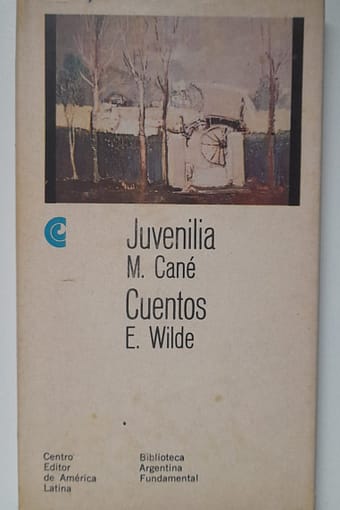 Juvenilia
M. Cané
Cuentos
E. Wilde
Centro
Editor
de América
Latina
Biblioteca
Argentina
Fundamental